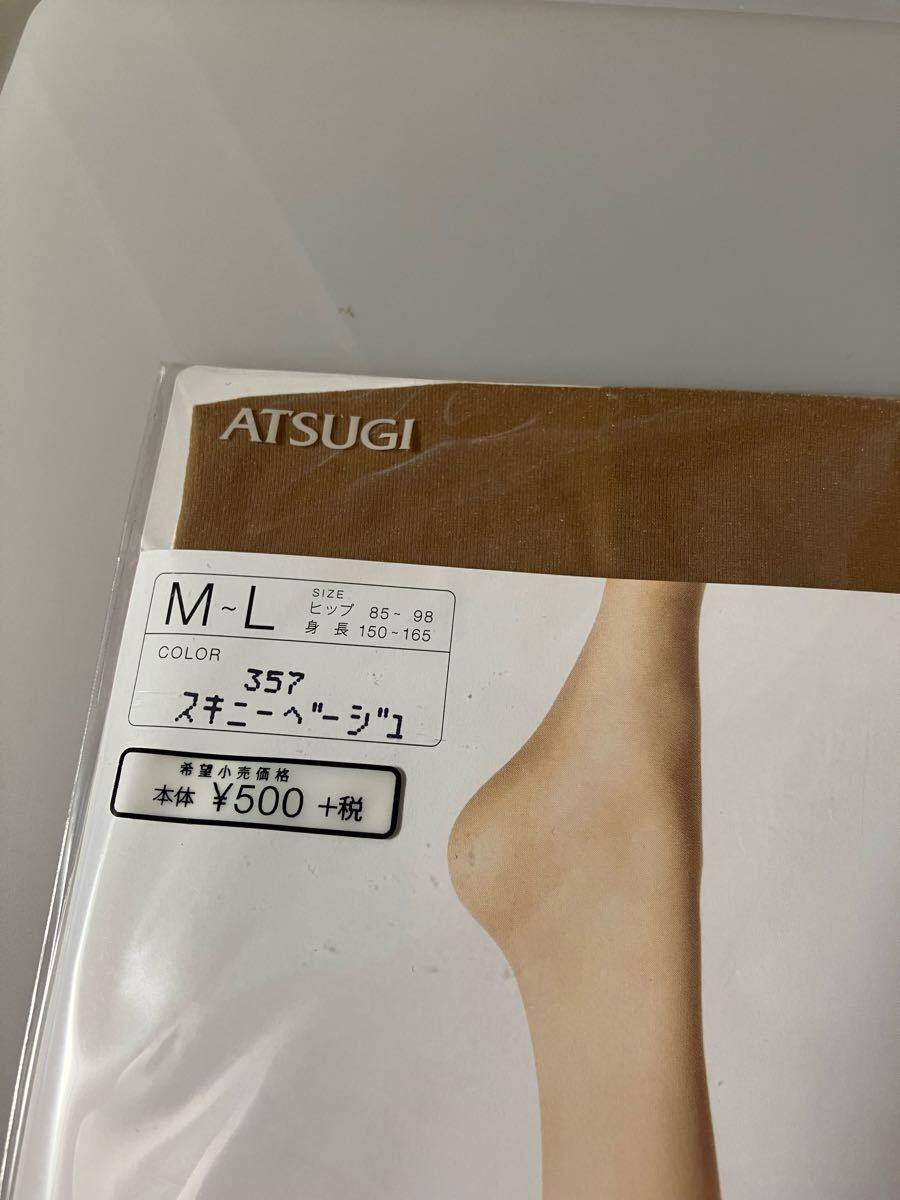 ATSUGI
M~L
SIZE
ヒップ 85~98
身長 150~165
COLOR
357
スキニーベージュ
希望小売価格
本体 ¥500 +税